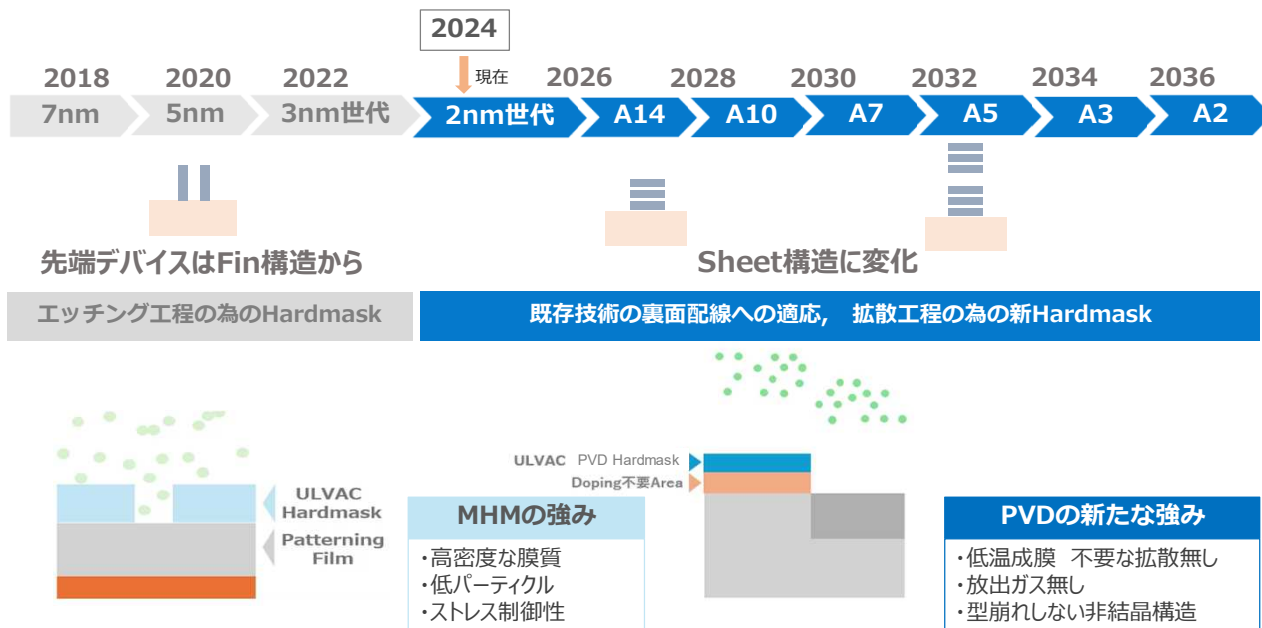 2024
現在
2018
2020
2022
2026
2028
2030
2032
2034
2036
7nm
5nm
3nm世代
2nm世代
A14
A10
A7
A5
A3
A2
先端デバイスはFin構造から
Sheet構造に変化
エッチング工程の為のHardmask
既存技術の裏面配線への適応, 拡散工程の為の新Hardmask
ULVAC
Hardmask
Patterning
Film
MHMの強み
・高密度な膜質
・低パーティクル
・ストレス制御性
ULVAC PVD Hardmask
Doping不要Area
PVDの新たな強み
・低温成膜 不要な拡散無し
・放出ガス無し
・型崩れしない非結晶構造